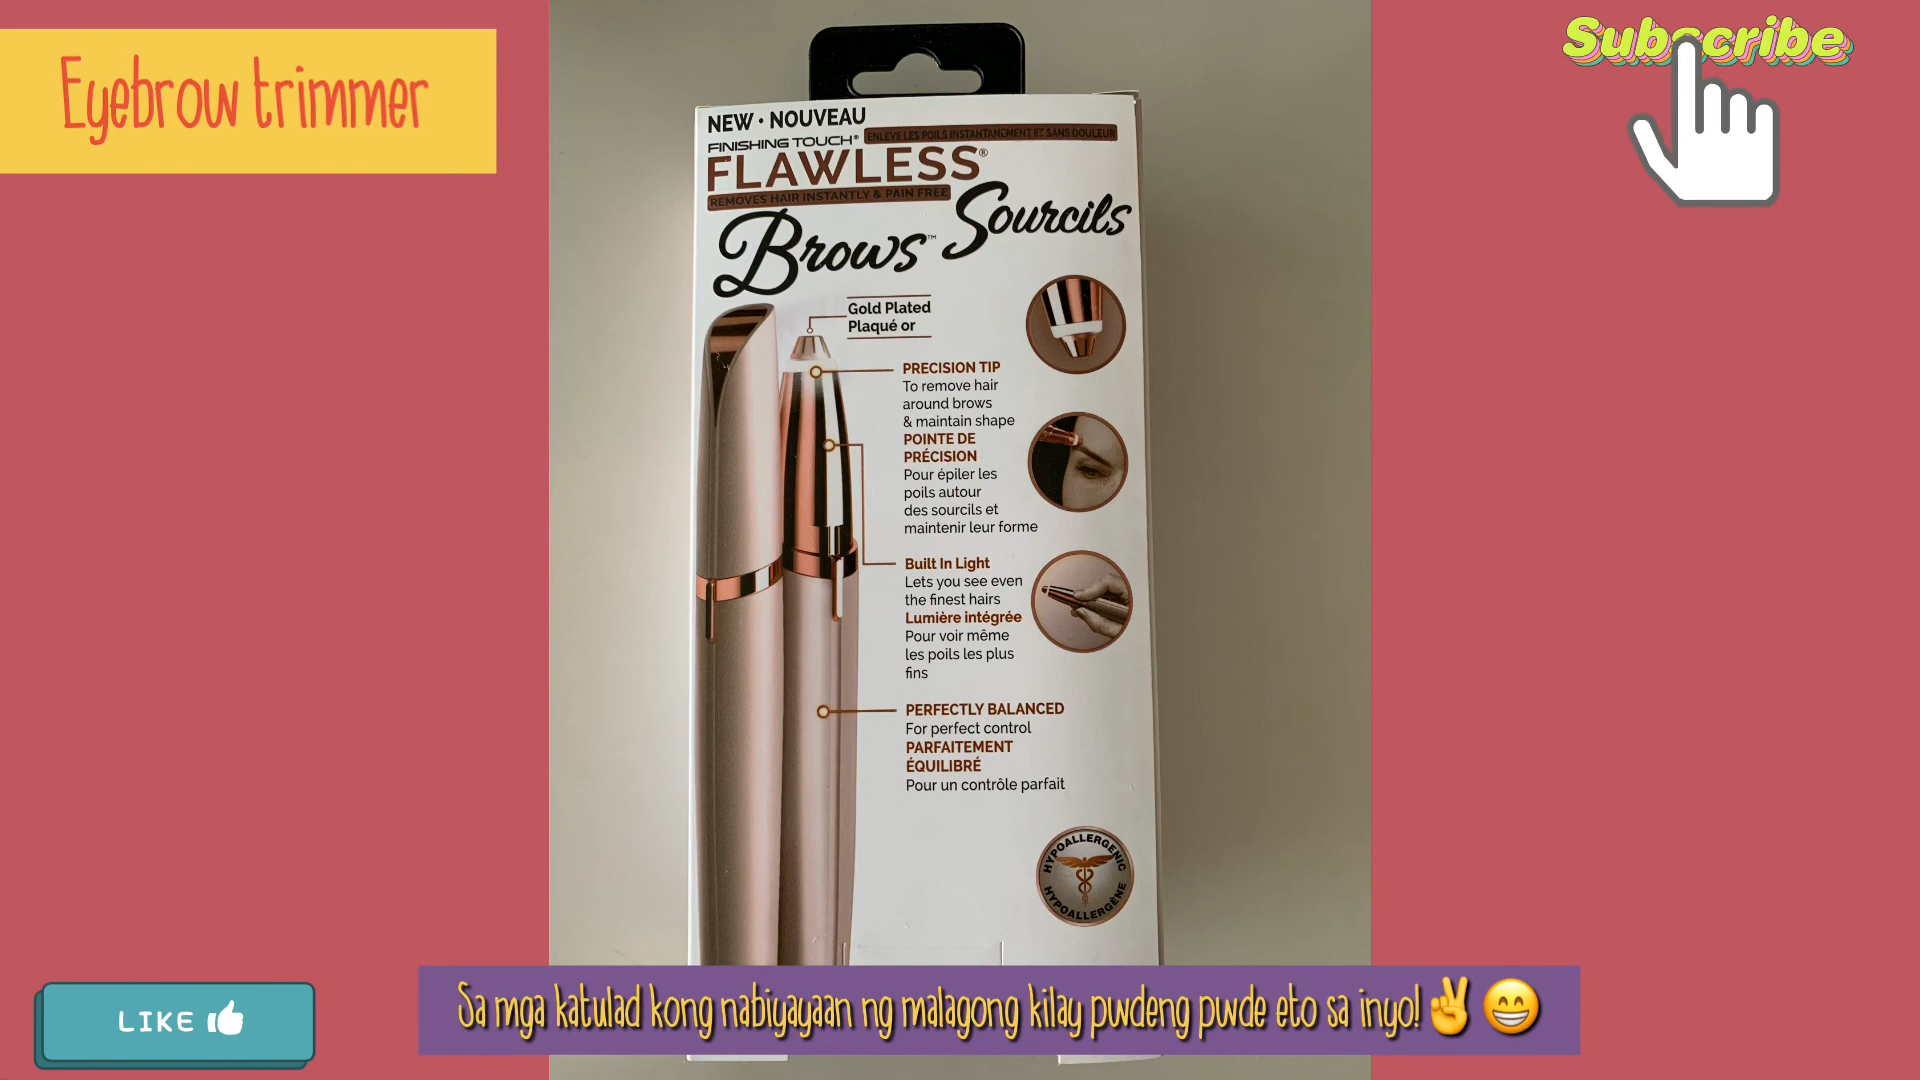 Eyebrow trimmer
Subscribe
NEW • NOUVEAU
FINISHING TOUCH®
ENLÈVE LES POILS INSTANTANÉMENT ET SANS DOULEUR
FLAWLESS®
REMOVES HAIR INSTANTLY & PAIN FREE
Brows™ Sourcils
Gold Plated
Plaqué or
PRECISION TIP
To remove hair
around brows
& maintain shape
POINTE DE
PRÉCISION
Pour épiler les
poils autour
des sourcils et
maintenir leur forme
Built In Light
Lets you see even
the finest hairs
Lumière intégrée
Pour voir même
les poils les plus
fins
PERFECTLY BALANCED
For perfect control
PARFAITEMENT
ÉQUILIBRÉ
Pour un contrôle parfait
HYPOALLERGENIC
HYPOALLERGÈNE
LIKE
Sa mga katulad kong nabiyayaan ng malagong kilay pwdeng pwde eto sa inyo!✌😁